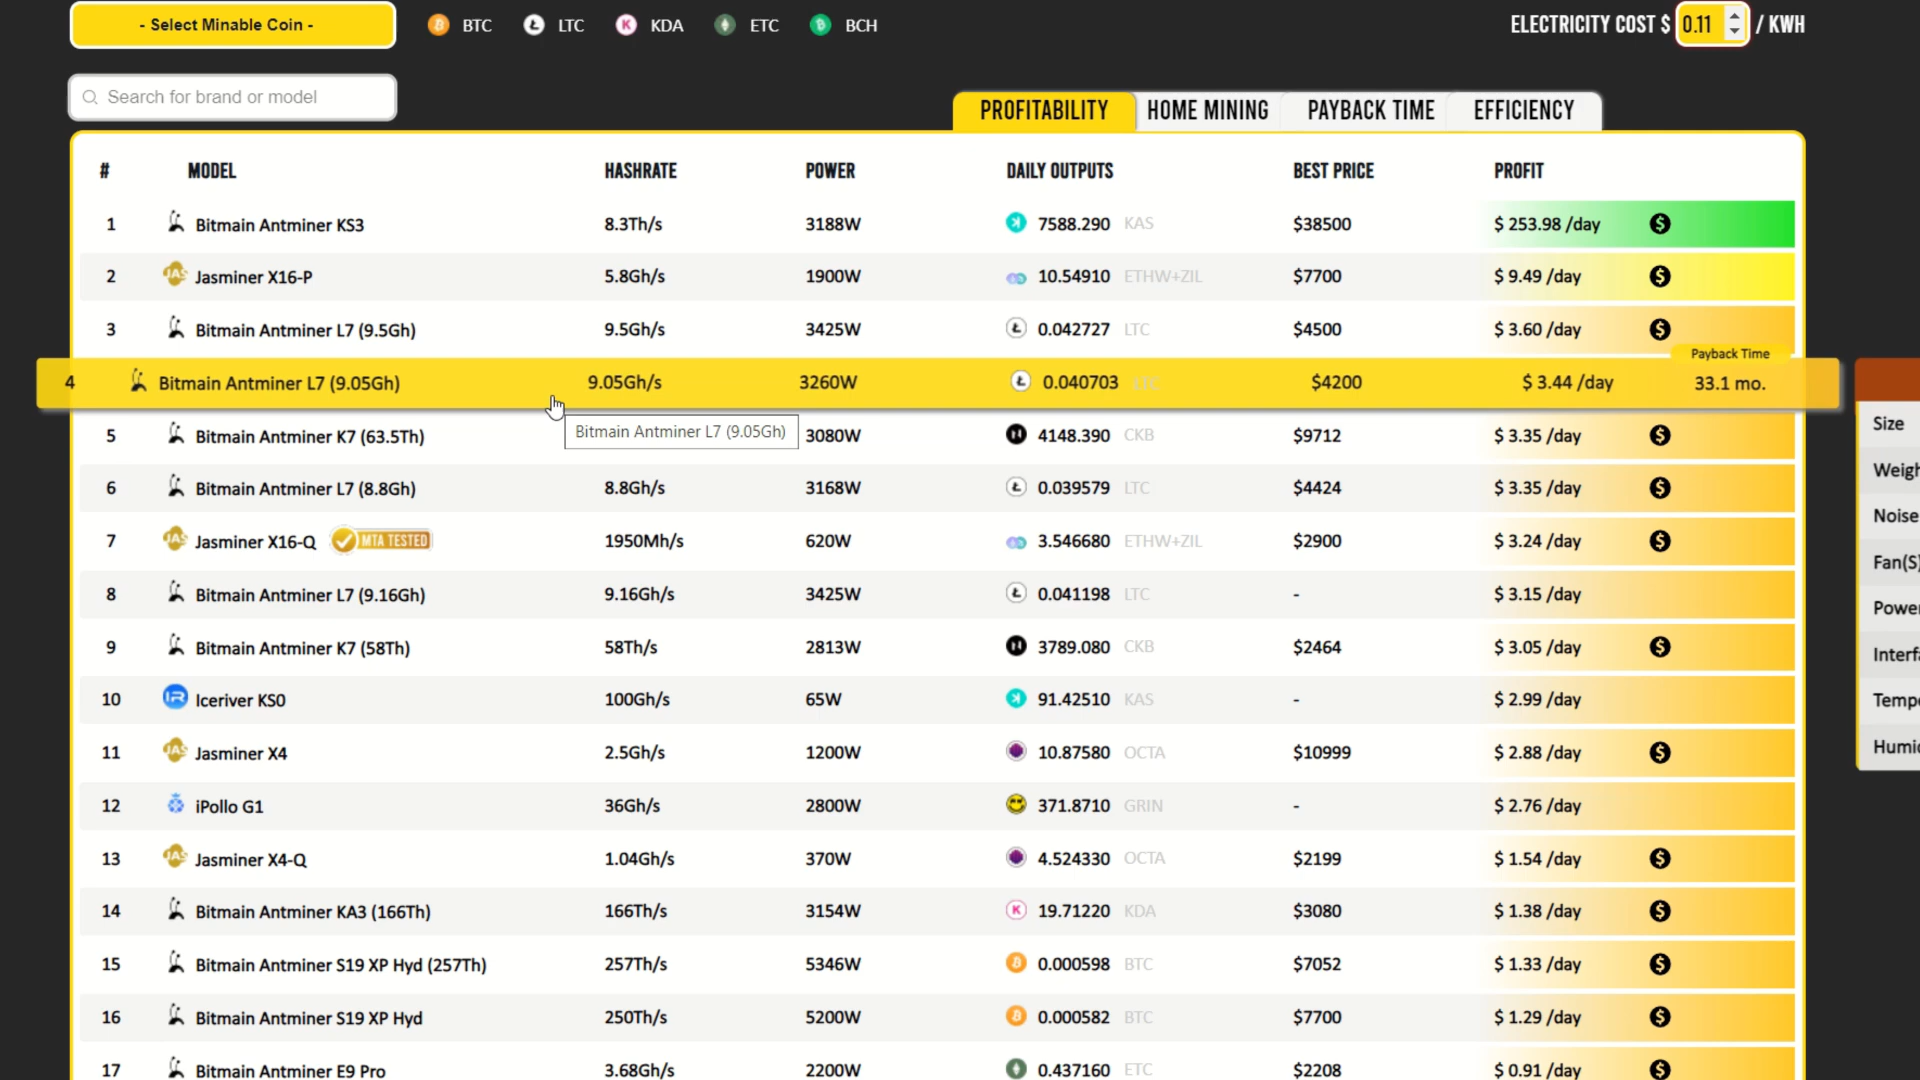 - Select Minable Coin -
BTC
LTC
KDA
ETC
BCH
ELECTRICITY COST $ 0.11 / KWH
Search for brand or model
PROFITABILITY
HOME MINING
PAYBACK TIME
EFFICIENCY
# MODEL HASHRATE POWER DAILY OUTPUTS BEST PRICE PROFIT
1 Bitmain Antminer KS3 8.3Th/s 3188W 7588.290 KAS $38500 $ 253.98 /day
2 Jasminer X16-P 5.8Gh/s 1900W 10.54910 ETHW+ZIL $7700 $ 9.49 /day
3 Bitmain Antminer L7 (9.5Gh) 9.5Gh/s 3425W 0.042727 LTC $4500 $ 3.60 /day
Payback Time
4 Bitmain Antminer L7 (9.05Gh) 9.05Gh/s 3260W 0.040703 LTC $4200 $ 3.44 /day 33.1 mo.
Bitmain Antminer L7 (9.05Gh)
5 Bitmain Antminer K7 (63.5Th) 3080W 4148.390 CKB $9712 $ 3.35 /day
6 Bitmain Antminer L7 (8.8Gh) 8.8Gh/s 3168W 0.039579 LTC $4424 $ 3.35 /day
7 Jasminer X16-Q MTA TESTED 1950Mh/s 620W 3.546680 ETHW+ZIL $2900 $ 3.24 /day
8 Bitmain Antminer L7 (9.16Gh) 9.16Gh/s 3425W 0.041198 LTC - $ 3.15 /day
9 Bitmain Antminer K7 (58Th) 58Th/s 2813W 3789.080 CKB $2464 $ 3.05 /day
10 Iceriver KS0 100Gh/s 65W 91.42510 KAS - $ 2.99 /day
11 Jasminer X4 2.5Gh/s 1200W 10.87580 OCTA $10999 $ 2.88 /day
12 iPollo G1 36Gh/s 2800W 371.8710 GRIN - $ 2.76 /day
13 Jasminer X4-Q 1.04Gh/s 370W 4.524330 OCTA $2199 $ 1.54 /day
14 Bitmain Antminer KA3 (166Th) 166Th/s 3154W 19.71220 KDA $3080 $ 1.38 /day
15 Bitmain Antminer S19 XP Hyd (257Th) 257Th/s 5346W 0.000598 BTC $7052 $ 1.33 /day
16 Bitmain Antminer S19 XP Hyd 250Th/s 5200W 0.000582 BTC $7700 $ 1.29 /day
17 Bitmain Antminer E9 Pro 3.68Gh/s 2200W 0.437160 ETC $2208 $ 0.91 /day
Size
Weigh
Noise
Fan(S)
Power
Interfa
Tempe
Humid